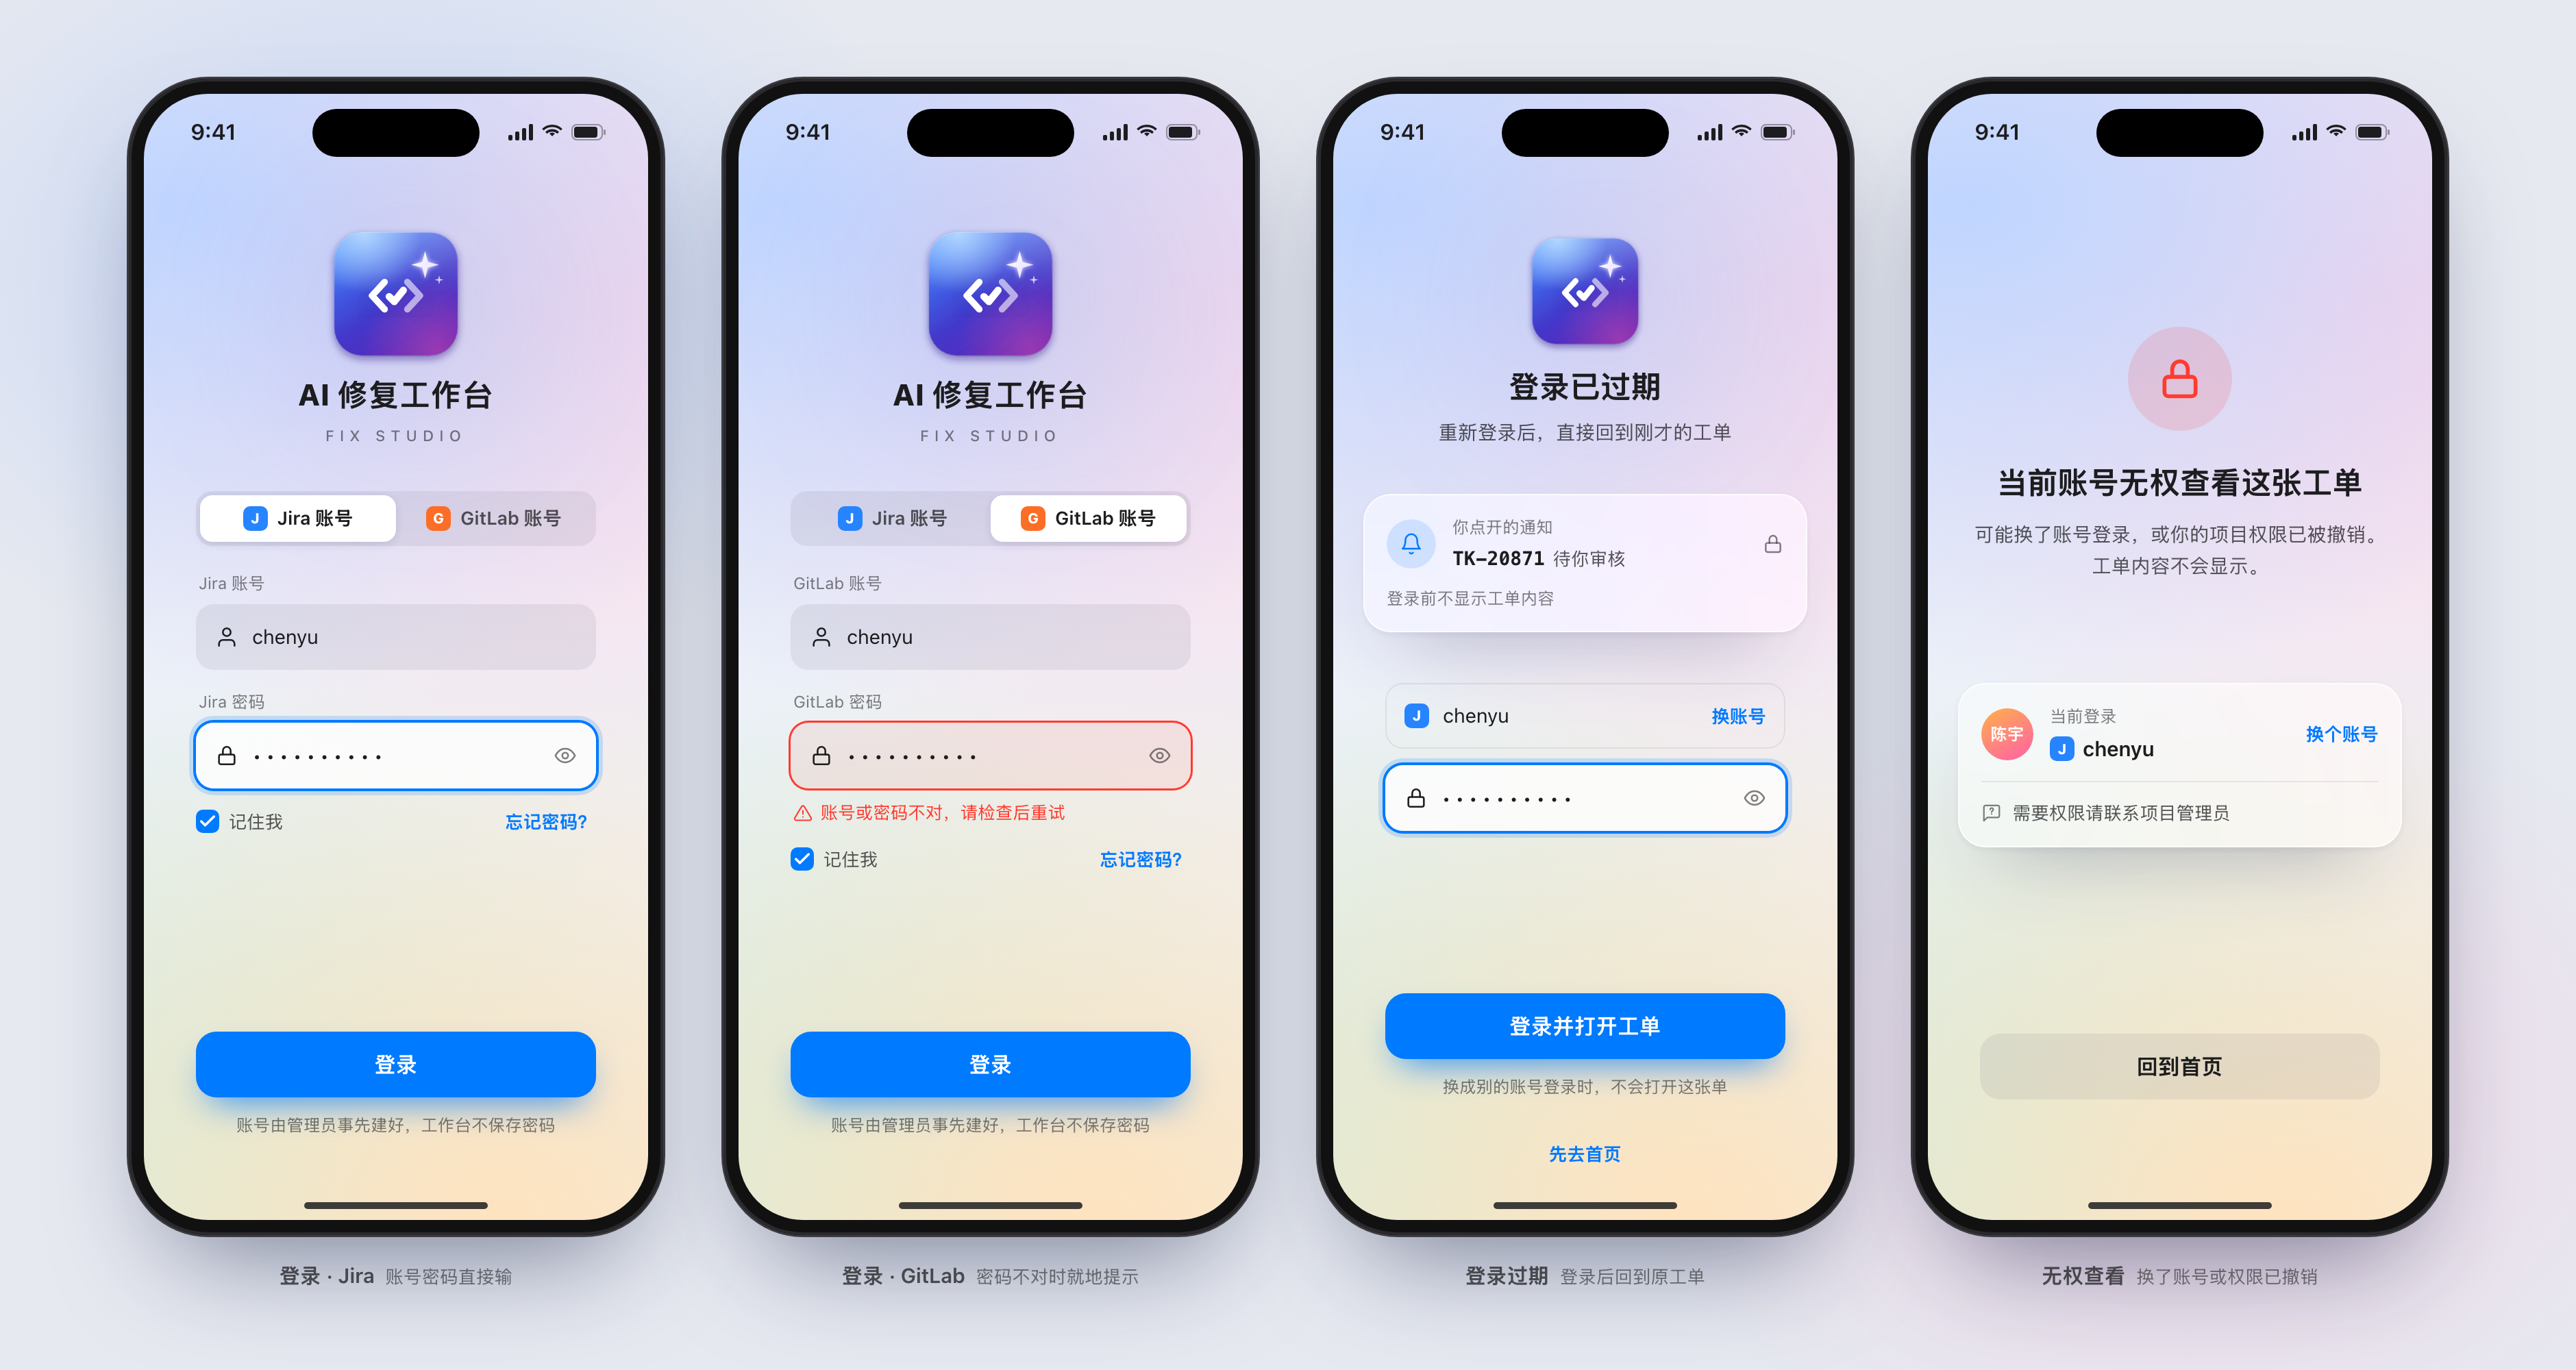 9:41
AI 修复工作台
FIX STUDIO
J Jira 账号
G GitLab 账号
Jira 账号
chenyu
Jira 密码
••••••••••
记住我
忘记密码?
登录
账号由管理员事先建好，工作台不保存密码
登录 · Jira 账号密码直接输
9:41
AI 修复工作台
FIX STUDIO
J Jira 账号
G GitLab 账号
GitLab 账号
chenyu
GitLab 密码
••••••••••
账号或密码不对，请检查后重试
记住我
忘记密码?
登录
账号由管理员事先建好，工作台不保存密码
登录 · GitLab 密码不对时就地提示
9:41
登录已过期
重新登录后，直接回到刚才的工单
你点开的通知
TK-20871 待你审核
登录前不显示工单内容
J chenyu
换账号
••••••••••
登录并打开工单
换成别的账号登录时，不会打开这张单
先去首页
登录过期 登录后回到原工单
9:41
当前账号无权查看这张工单
可能换了账号登录，或你的项目权限已被撤销。
工单内容不会显示。
陈宇
当前登录
J chenyu
换个账号
需要权限请联系项目管理员
回到首页
无权查看 换了账号或权限已撤销